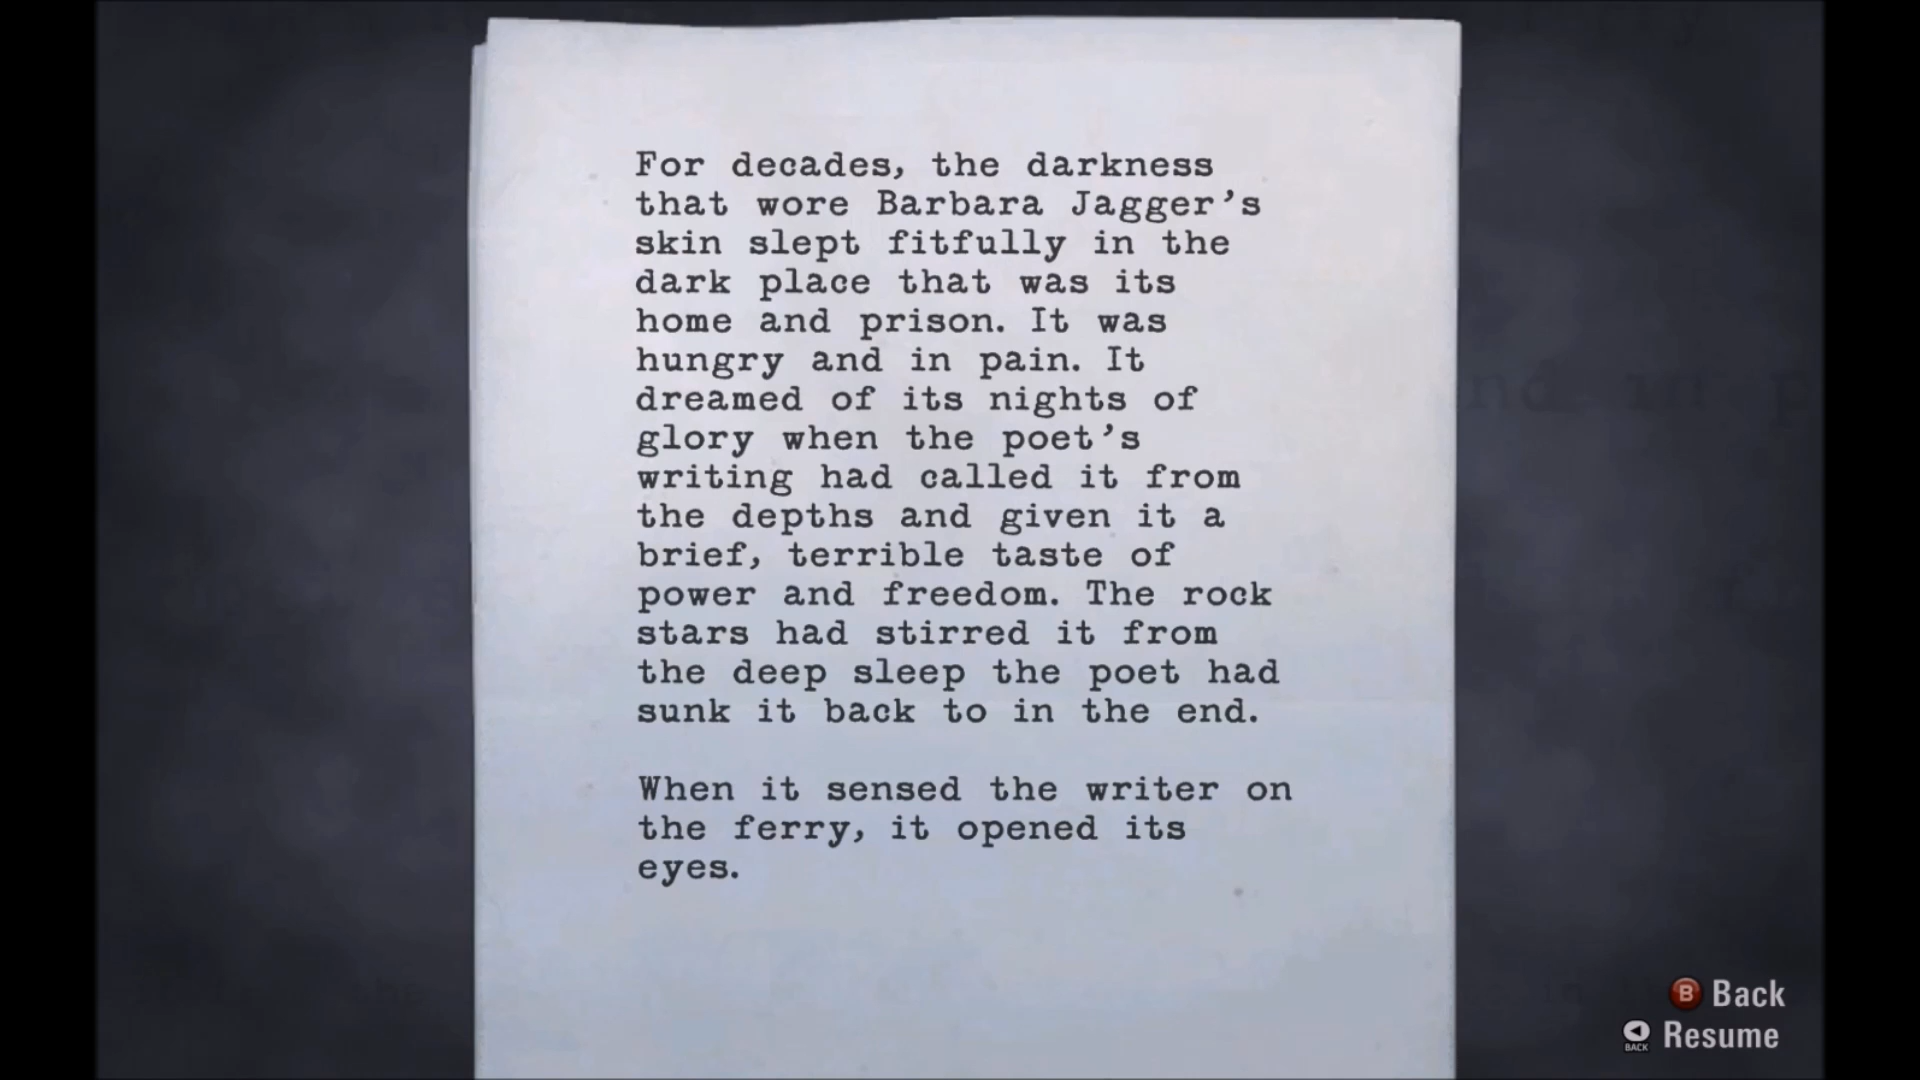 For decades, the darkness
that wore Barbara Jagger’s
skin slept fitfully in the
dark place that was its
home and prison. It was
hungry and in pain. It
dreamed of its nights of
glory when the poet’s
writing had called it from
the depths and given it a
brief, terrible taste of
power and freedom. The rock
stars had stirred it from
the deep sleep the poet had
sunk it back to in the end.
When it sensed the writer on
the ferry, it opened its
eyes.
B Back
BACK Resume